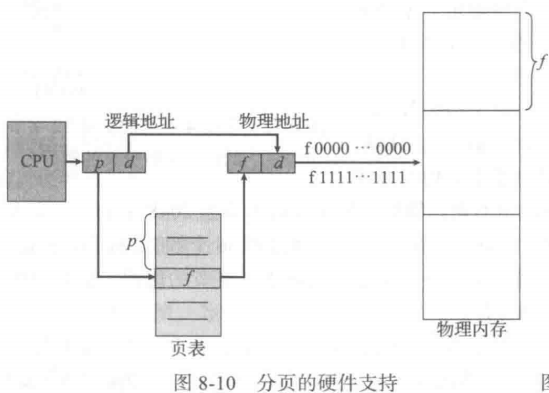 逻辑地址
物理地址
CPU
p
d
f
d
f 0000 ⋯ 0000
f 1111⋯1111
f
p
f
页表
物理内存
图 8-10 分页的硬件支持
图